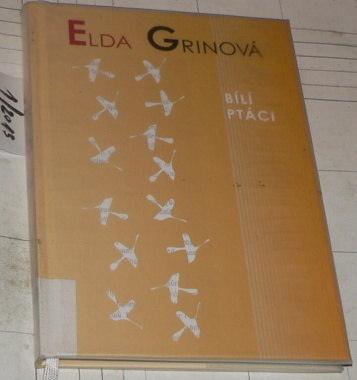 ELDA GRINOVÁ
BÍLÍ
PTÁCI